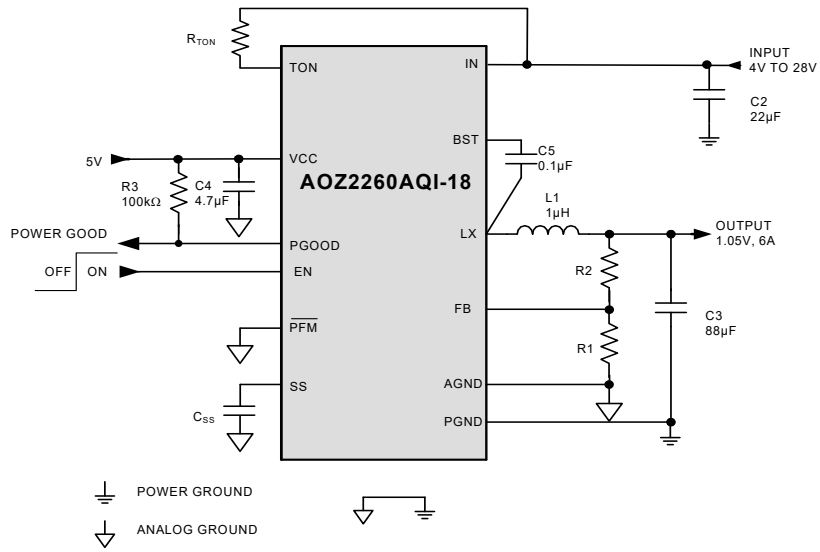 R_TON
TON
IN
INPUT
4V TO 28V
C2
22µF
BST
C5
0.1µF
5V
VCC
AOZ2260AQI-18
R3
100kΩ
C4
4.7µF
L1
1µH
LX
OUTPUT
1.05V, 6A
POWER GOOD
PGOOD
R2
OFF
ON
EN
FB
C3
88µF
PFM
R1
SS
AGND
C_SS
PGND
POWER GROUND
ANALOG GROUND